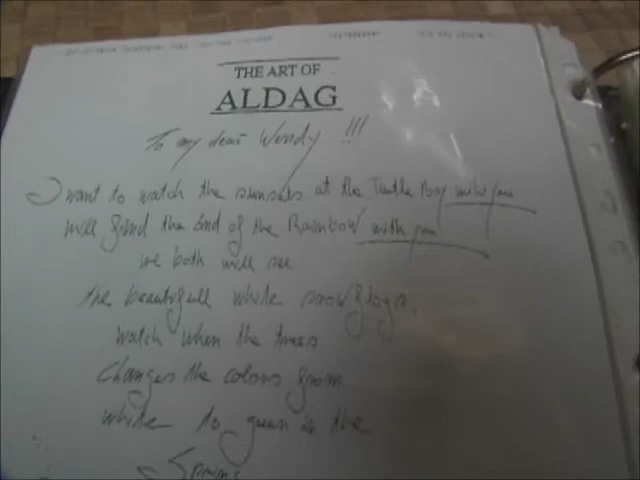 THE ART OF
ALDAG
To my dear Wendy !!!
I want to watch the sunsets at the Turtle Bay with you
will find the End of the Rainbow with you
we both will see
the beautifull white snowflags,
watch when the trees
Changes the colors from
white to green in the
Spring